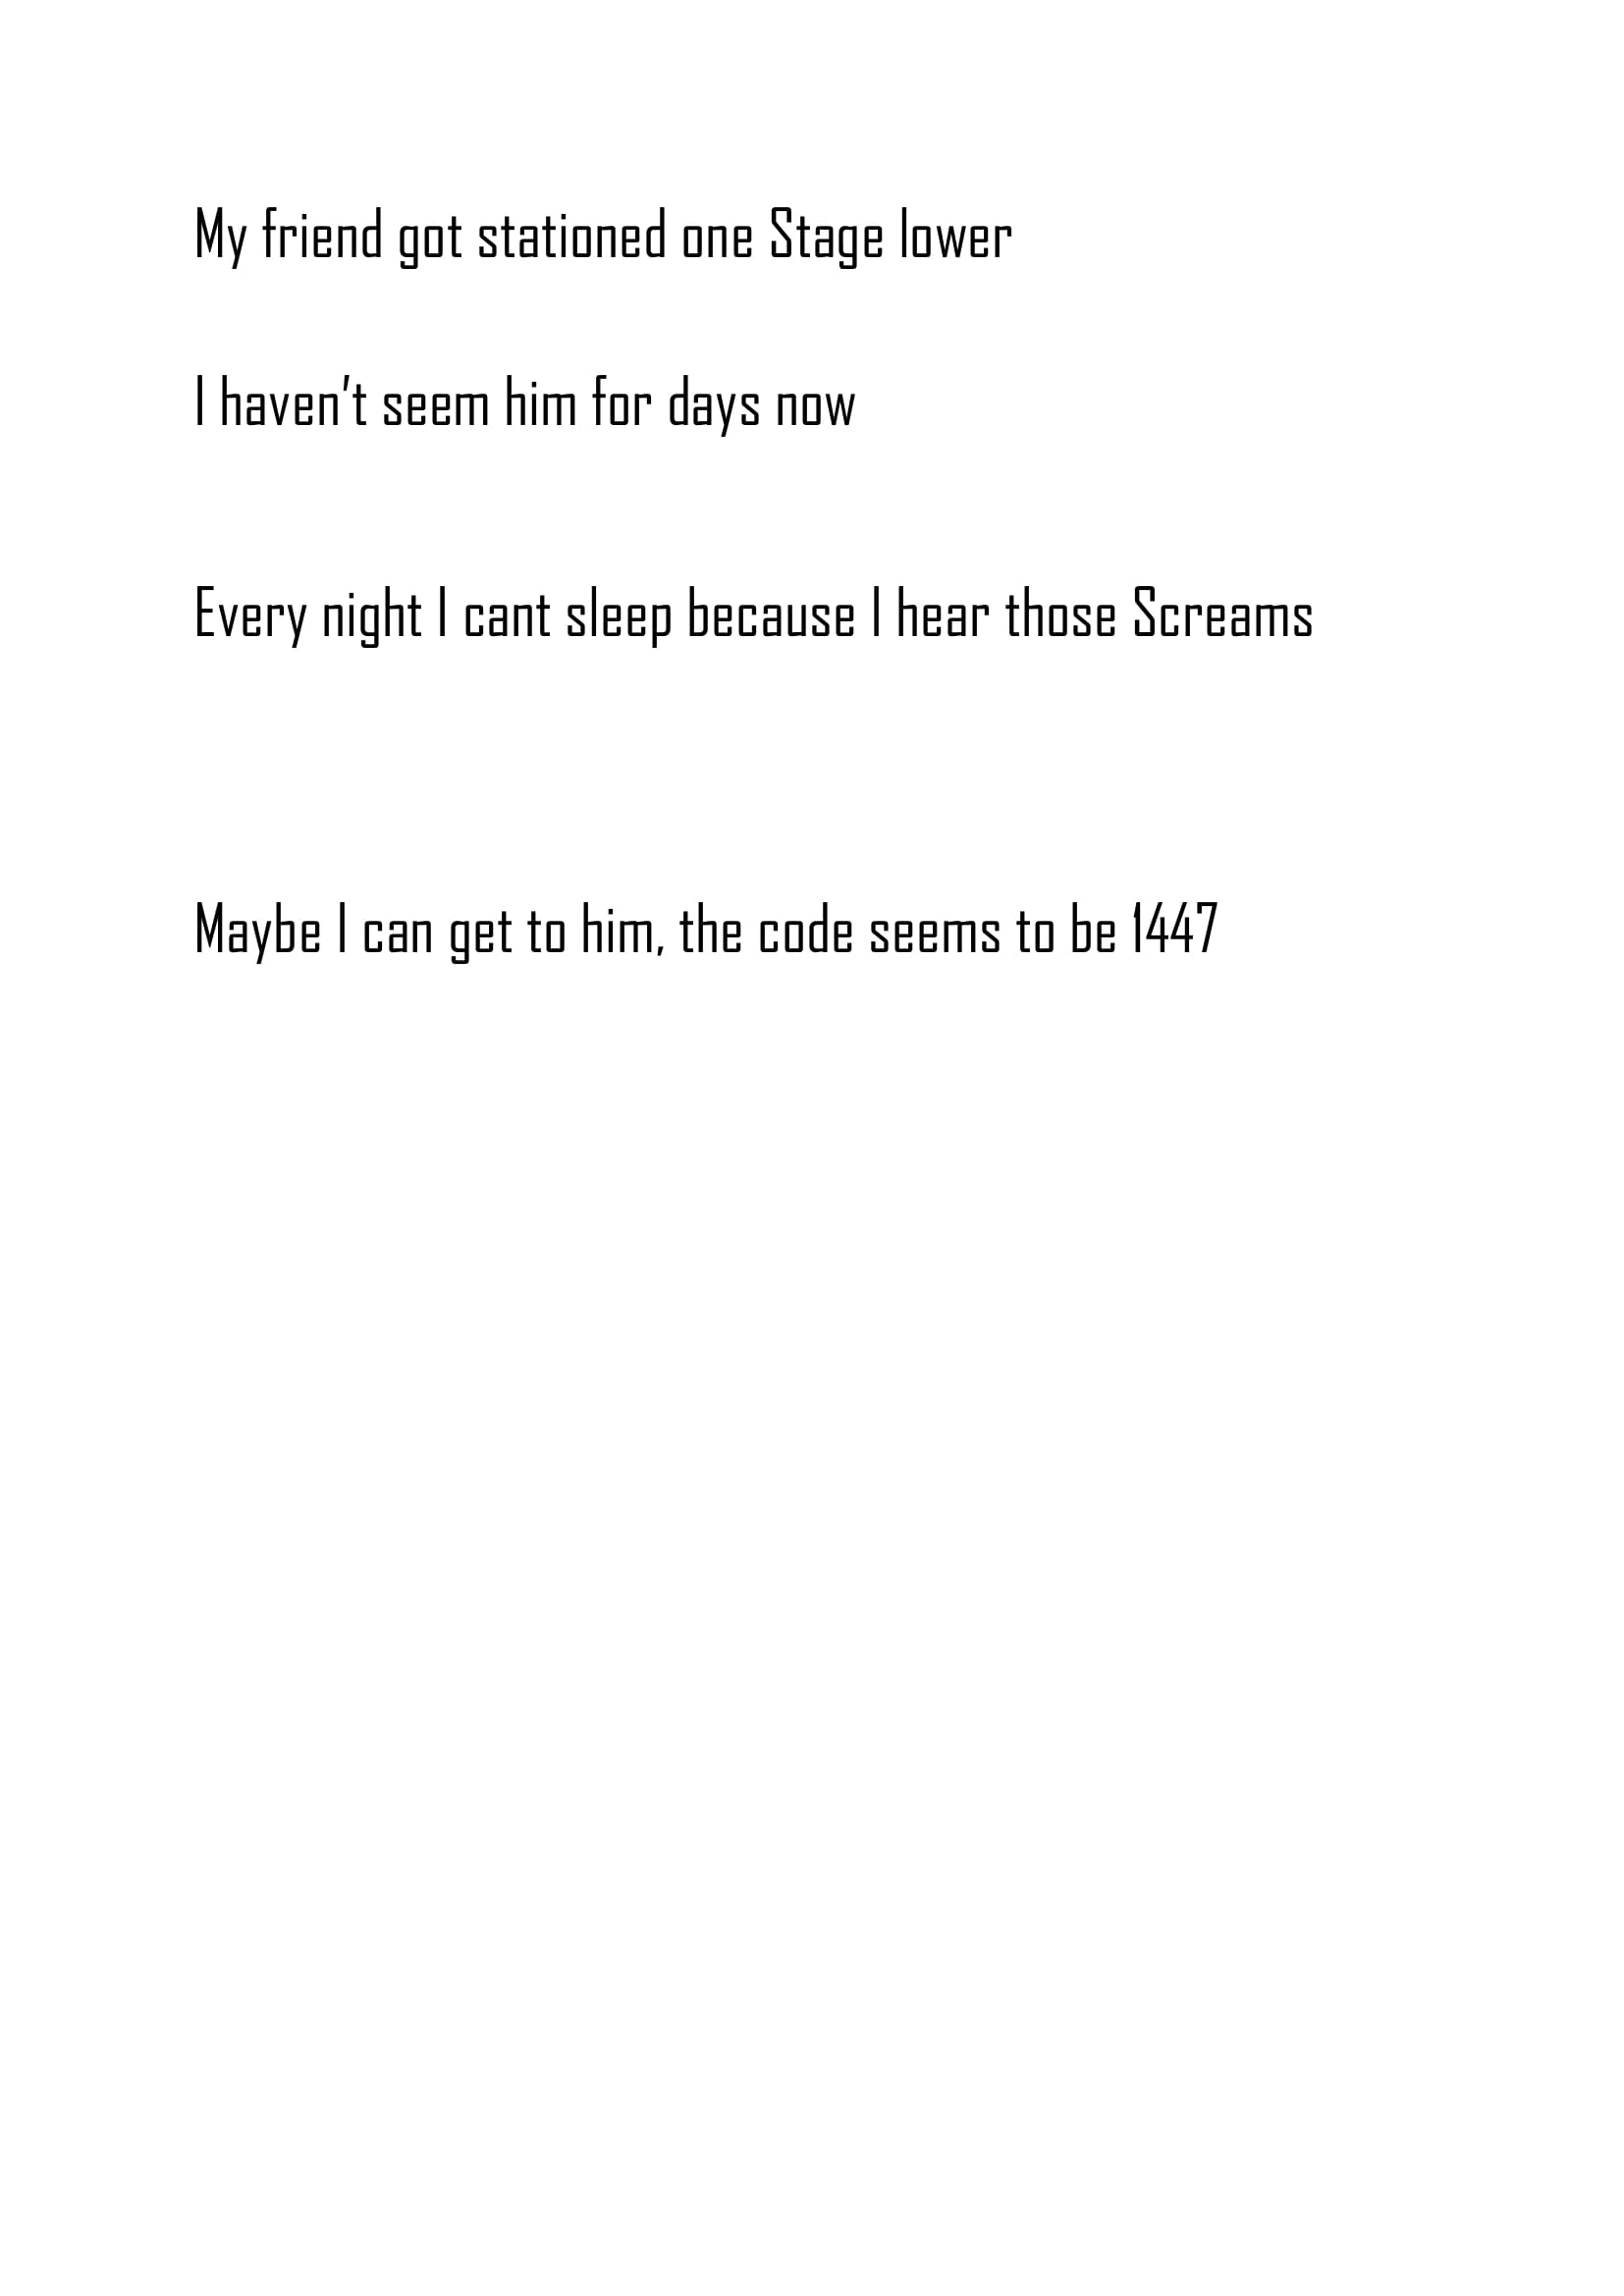 My friend got stationed one Stage lower
I haven't seem him for days now
Every night I cant sleep because I hear those Screams
Maybe I can get to him, the code seems to be 1447